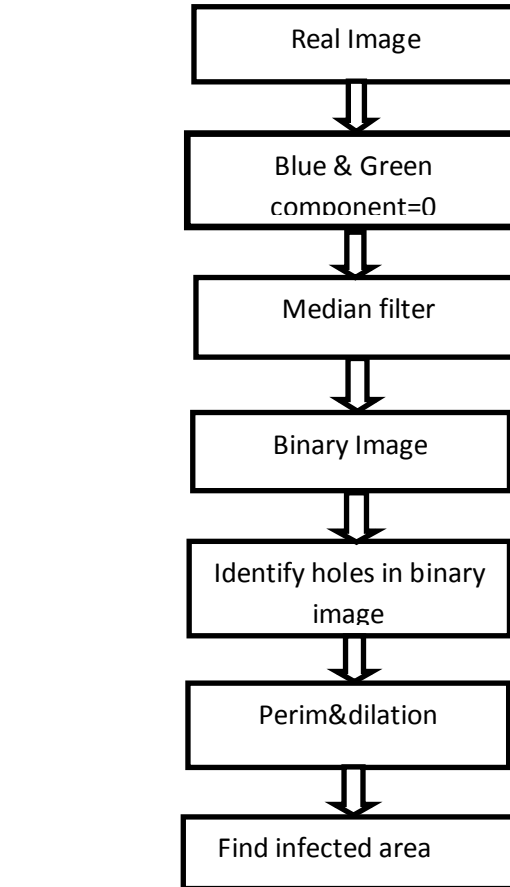 Real Image
Blue & Green
component=0
Median filter
Binary Image
Identify holes in binary
image
Perim&dilation
Find infected area